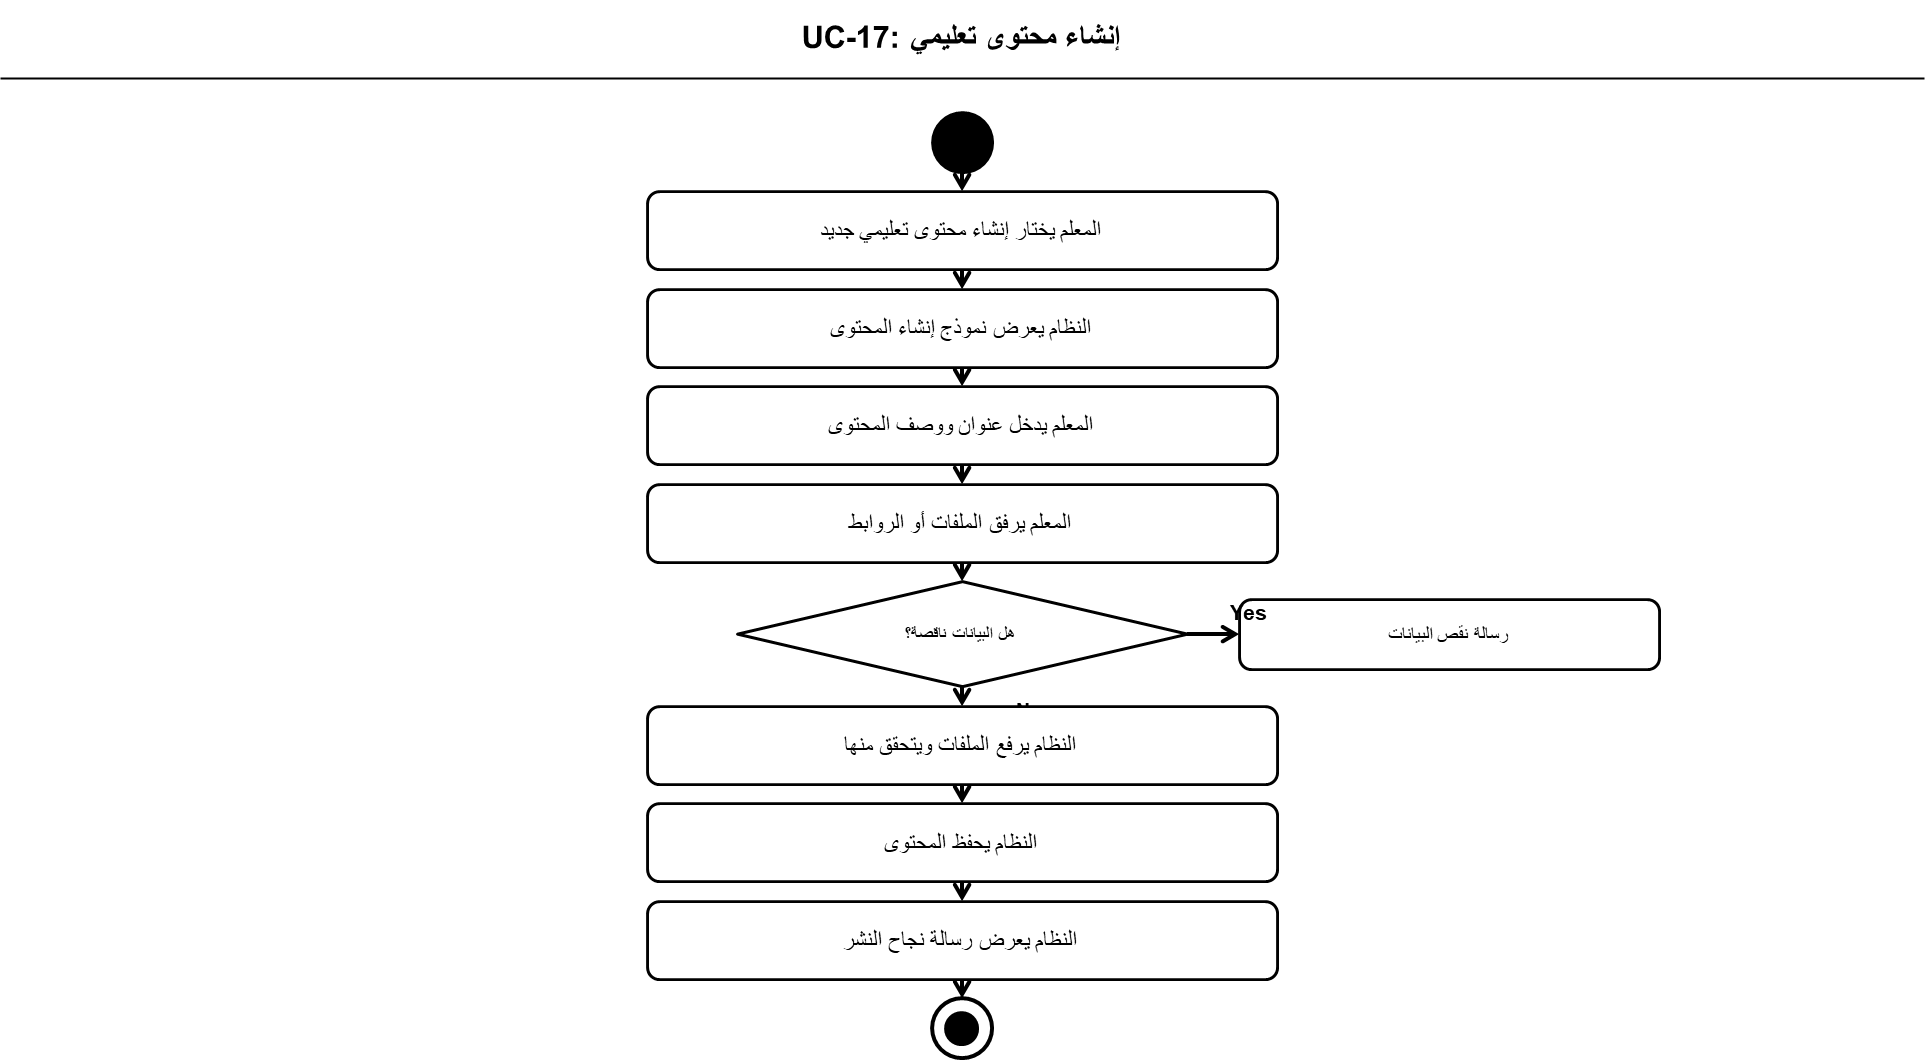 UC-17: إنشاء محتوى تعليمي
المعلم يختار إنشاء محتوى تعليمي جديد
النظام يعرض نموذج إنشاء المحتوى
المعلم يدخل عنوان ووصف المحتوى
المعلم يرفق الملفات أو الروابط
هل البيانات ناقصة؟
Yes
رسالة نقص البيانات
النظام يرفع الملفات ويتحقق منها
النظام يحفظ المحتوى
النظام يعرض رسالة نجاح النشر